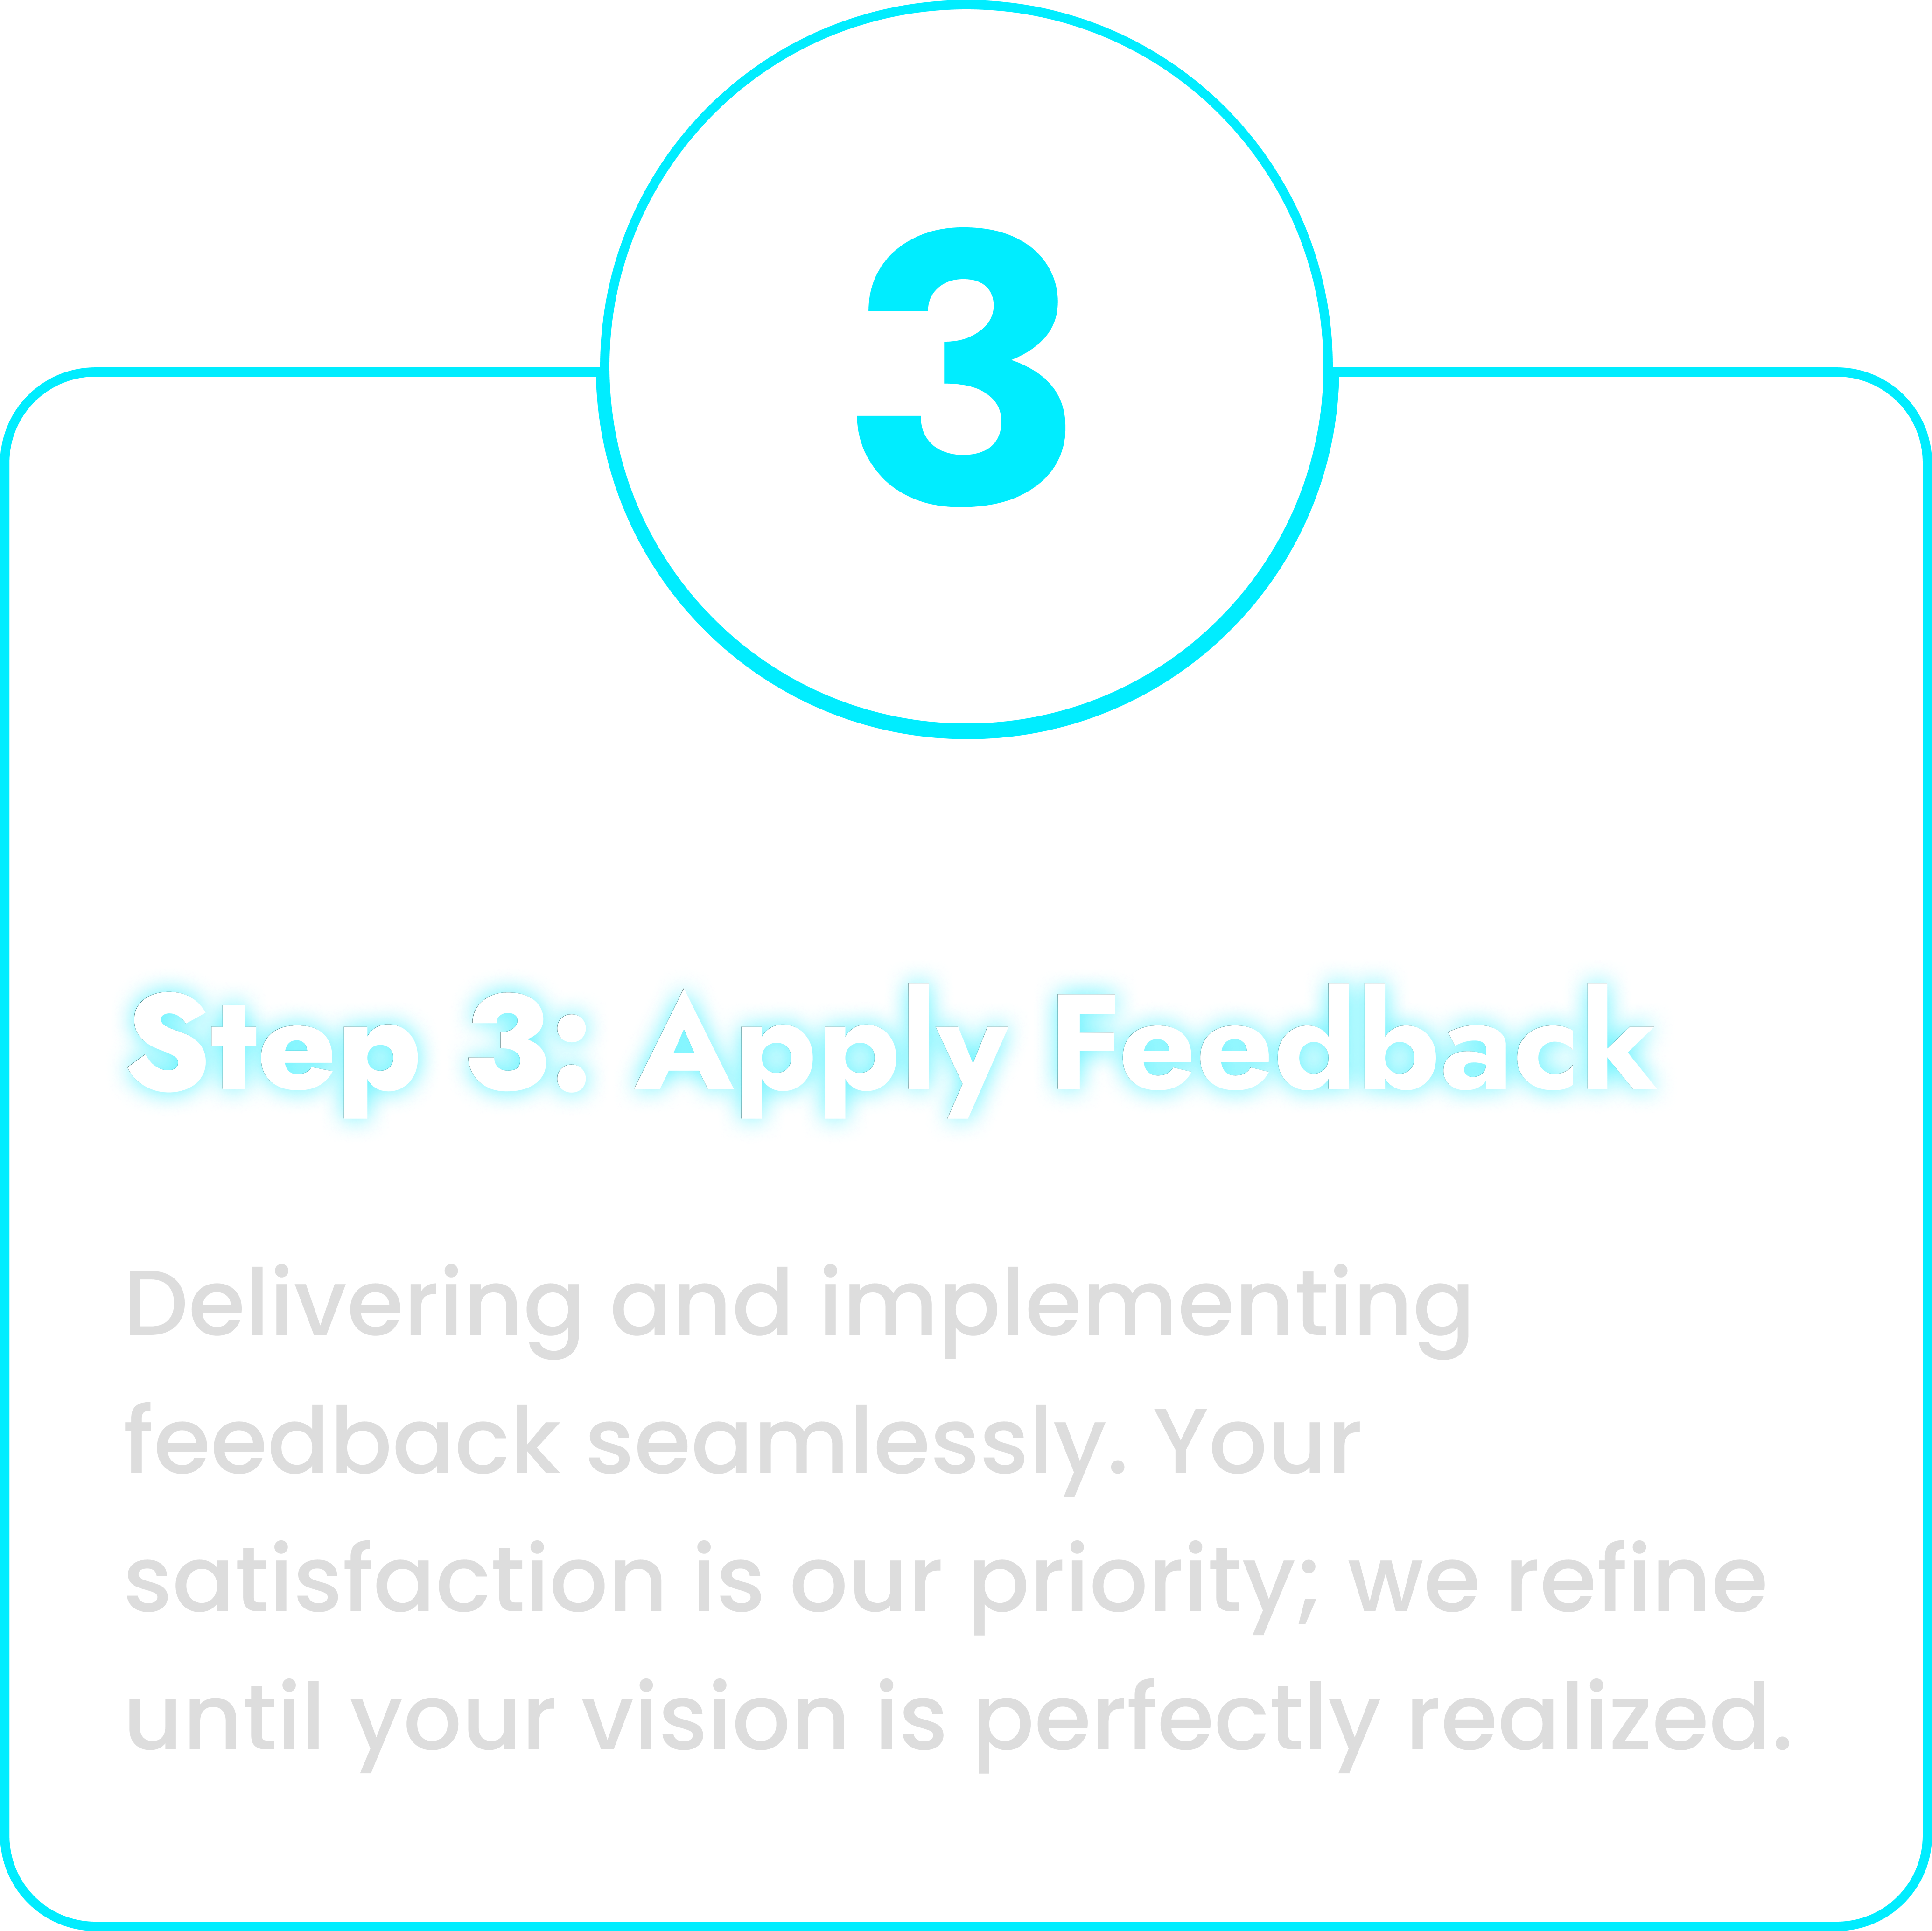 3
Step 3: Apply Feedback
Delivering and implementing
feedback seamlessly. Your
satisfaction is our priority; we refine
until your vision is perfectly realized.